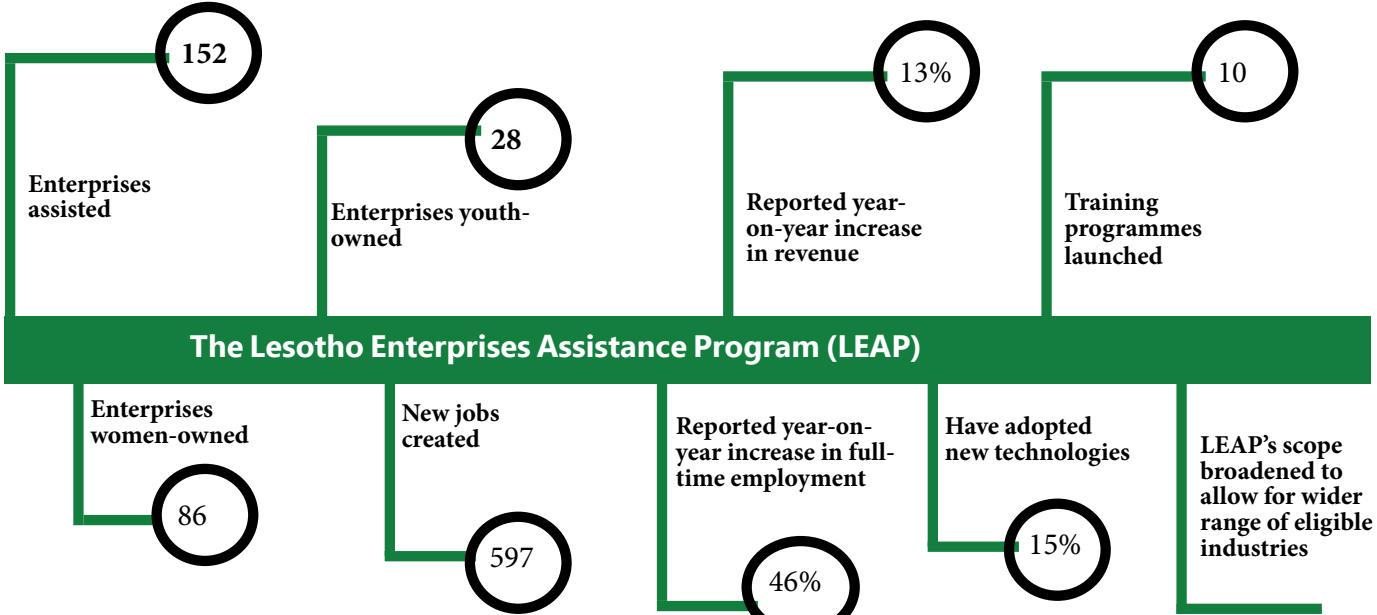 152
Enterprises
assisted
28
Enterprises youth-
owned
13%
Reported year-
on-year increase
in revenue
10
Training
programmes
launched
The Lesotho Enterprises Assistance Program (LEAP)
Enterprises
women-owned
86
New jobs
created
597
Reported year-on-
year increase in full-
time employment
46%
Have adopted
new technologies
15%
LEAP’s scope
broadened to
allow for wider
range of eligible
industries